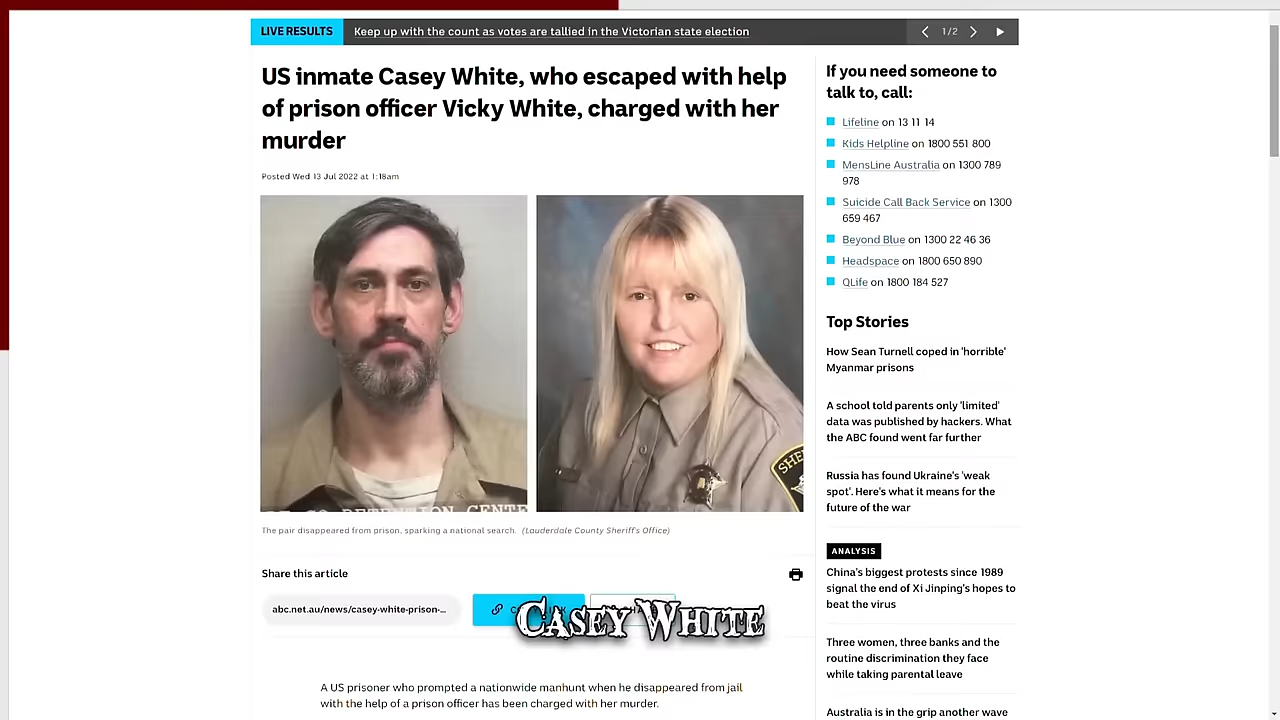 LIVE RESULTS
Keep up with the count as votes are tallied in the Victorian state election
1/2
US inmate Casey White, who escaped with help
of prison officer Vicky White, charged with her
murder
Posted Wed 13 Jul 2022 at 1:18am
SHE
CO DETENTION CENTE
The pair disappeared from prison, sparking a national search. (Lauderdale County Sheriff's Office)
Share this article
abc.net.au/news/casey-white-prison-...
CASEY WHITE
A US prisoner who prompted a nationwide manhunt when he disappeared from jail
with the help of a prison officer has been charged with her murder.
If you need someone to
talk to, call:
Lifeline on 13 11 14
Kids Helpline on 1800 551 800
MensLine Australia on 1300 789
978
Suicide Call Back Service on 1300
659 467
Beyond Blue on 1300 22 46 36
Headspace on 1800 650 890
QLife on 1800 184 527
Top Stories
How Sean Turnell coped in 'horrible'
Myanmar prisons
A school told parents only 'limited'
data was published by hackers. What
the ABC found went far further
Russia has found Ukraine's 'weak
spot'. Here's what it means for the
future of the war
ANALYSIS
China's biggest protests since 1989
signal the end of Xi Jinping's hopes to
beat the virus
Three women, three banks and the
routine discrimination they face
while taking parental leave
Australia is in the grip another wave